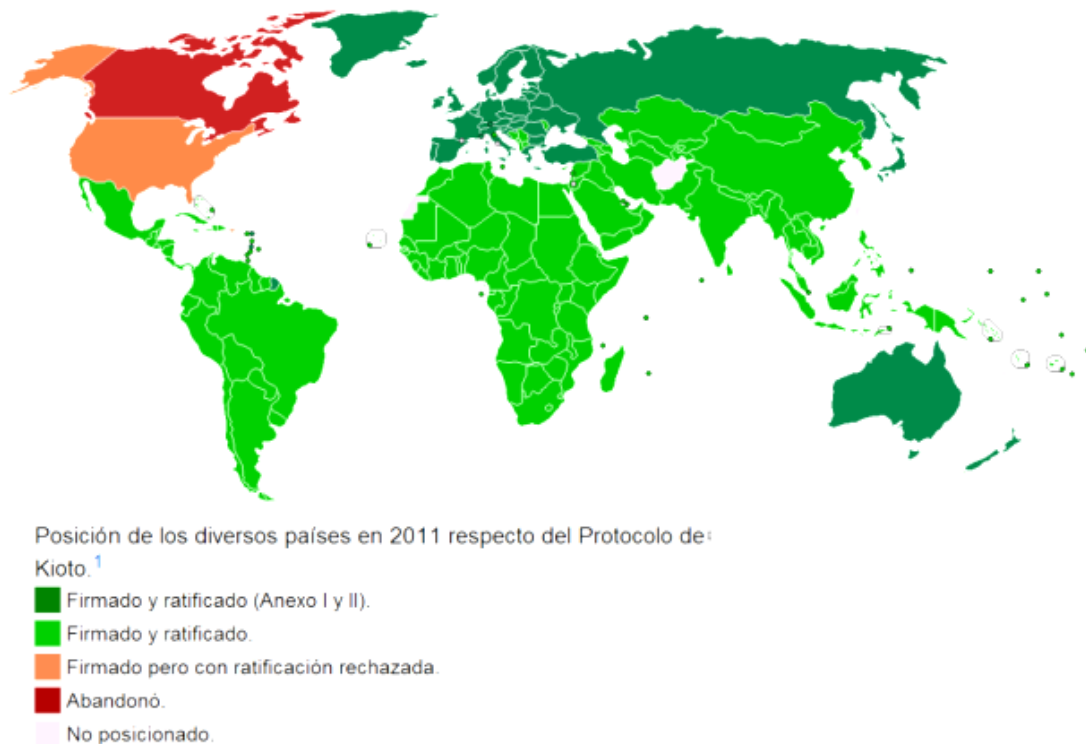 Posición de los diversos países en 2011 respecto del Protocolo de
Kioto.1
Firmado y ratificado (Anexo I y II).
Firmado y ratificado.
Firmado pero con ratificación rechazada.
Abandonó.
No posicionado.